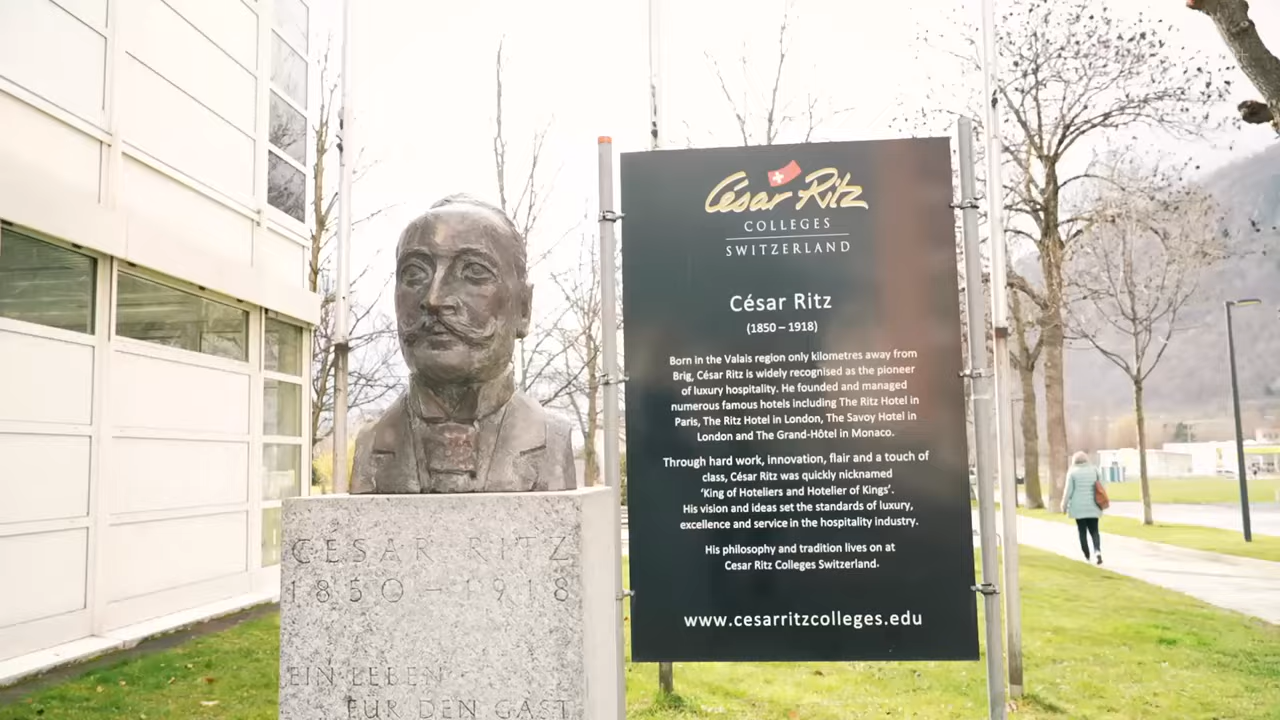 CÉSAR RITZ
1850 – 1918
EIN LEBEN
FÜR DEN GAST
César Ritz
COLLEGES
SWITZERLAND
César Ritz
(1850 – 1918)
Born in the Valais region only kilometres away from
Brig, César Ritz is widely recognised as the pioneer
of luxury hospitality. He founded and managed
numerous famous hotels including The Ritz Hotel in
Paris, The Ritz Hotel in London, The Savoy Hotel in
London and The Grand-Hôtel in Monaco.
Through hard work, innovation, flair and a touch of
class, César Ritz was quickly nicknamed
‘King of Hoteliers and Hotelier of Kings’.
His vision and ideas set the standards of luxury,
excellence and service in the hospitality industry.
His philosophy and tradition lives on at
Cesar Ritz Colleges Switzerland.
www.cesarritzcolleges.edu